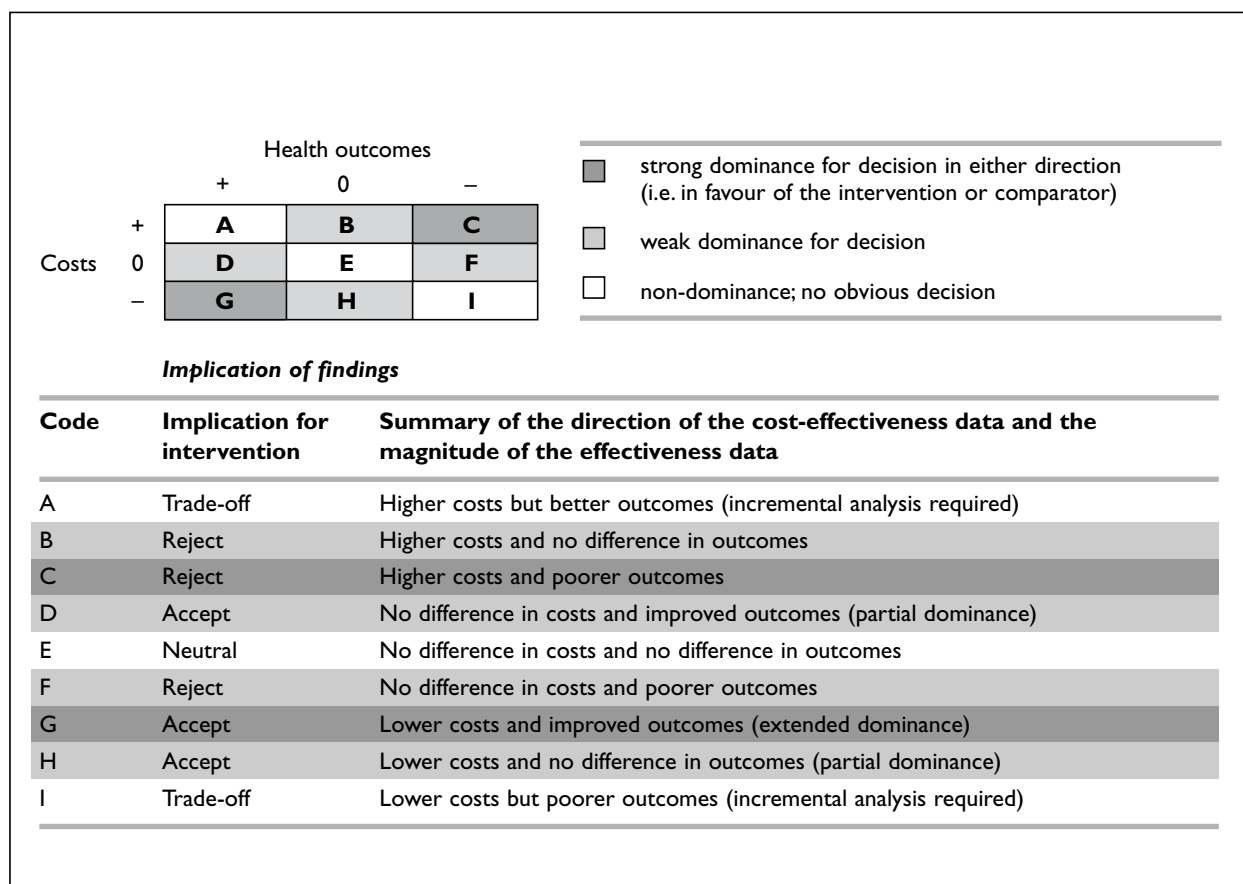 Health outcomes
+ 0 –
+ A B C
Costs 0 D E F
– G H I
strong dominance for decision in either direction
(i.e. in favour of the intervention or comparator)
weak dominance for decision
non-dominance; no obvious decision
Implication of findings
Code Implication for intervention Summary of the direction of the cost-effectiveness data and the magnitude of the effectiveness data
A Trade-off Higher costs but better outcomes (incremental analysis required)
B Reject Higher costs and no difference in outcomes
C Reject Higher costs and poorer outcomes
D Accept No difference in costs and improved outcomes (partial dominance)
E Neutral No difference in costs and no difference in outcomes
F Reject No difference in costs and poorer outcomes
G Accept Lower costs and improved outcomes (extended dominance)
H Accept Lower costs and no difference in outcomes (partial dominance)
I Trade-off Lower costs but poorer outcomes (incremental analysis required)